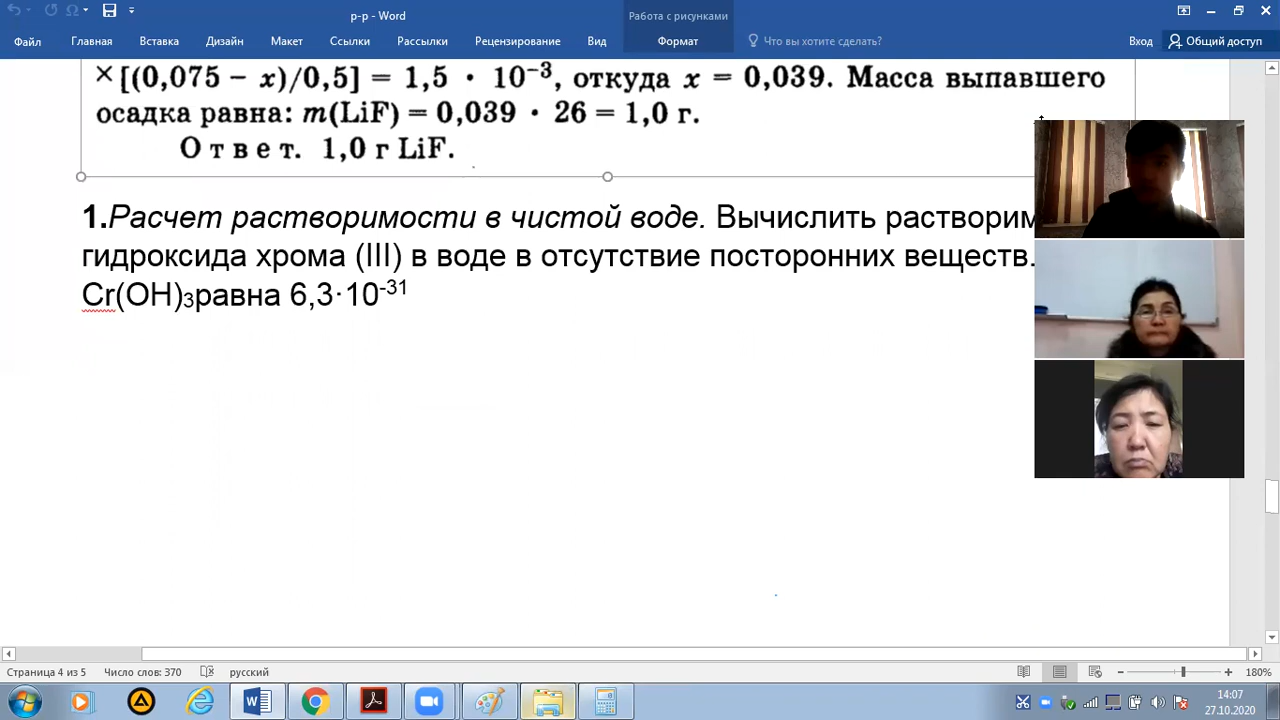 р-р - Word
Работа с рисунками
Файл Главная Вставка Дизайн Макет Ссылки Рассылки Рецензирование Вид Формат Что вы хотите сделать? Вход Общий доступ
× [(0,075 − x)/0,5] = 1,5 · 10⁻³, откуда x = 0,039. Масса выпавшего
осадка равна: m(LiF) = 0,039 · 26 = 1,0 г.
Ответ. 1,0 г LiF.
1.Расчет растворимости в чистой воде. Вычислить растворим
гидроксида хрома (III) в воде в отсутствие посторонних веществ.
Cr(OH)₃равна 6,3·10⁻³¹
Страница 4 из 5 Число слов: 370 русский 180%
14:07
27.10.2020